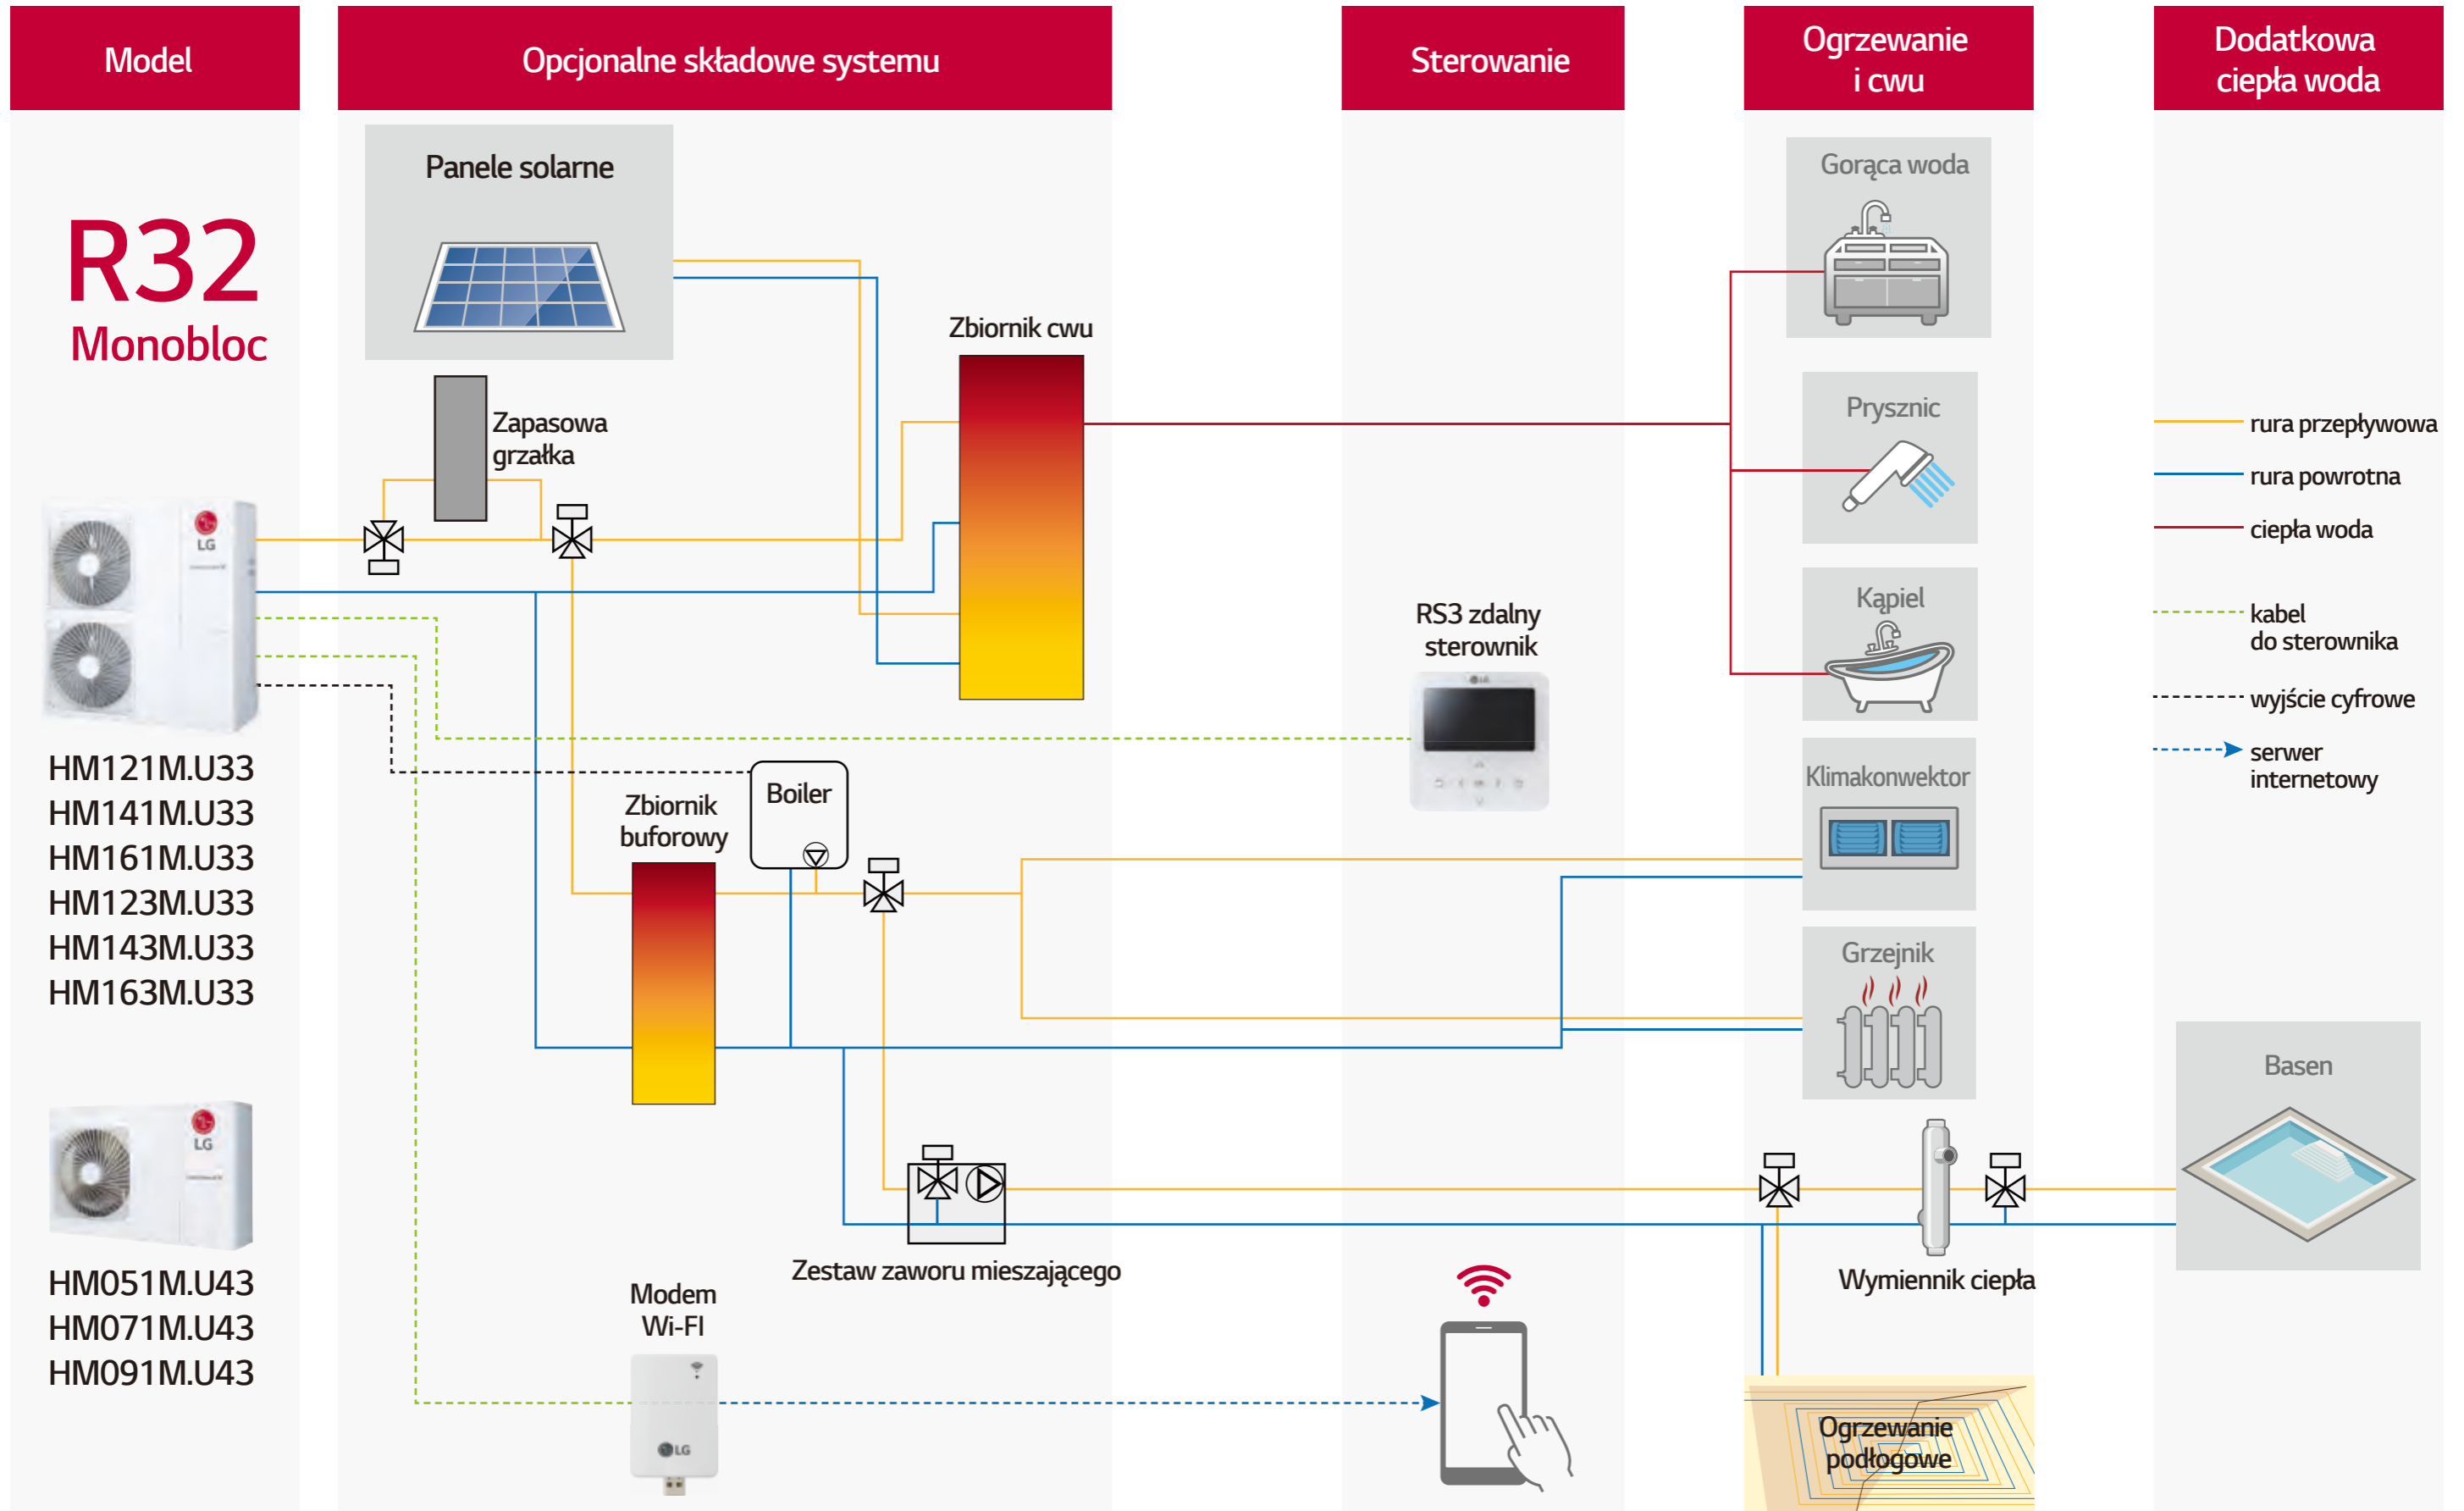 Model
Opcjonalne składowe systemu
Sterowanie
Ogrzewanie
i cwu
Dodatkowa
ciepła woda
R32
Monobloc
LG
HM121M.U33
HM141M.U33
HM161M.U33
HM123M.U33
HM143M.U33
HM163M.U33
LG
HM051M.U43
HM071M.U43
HM091M.U43
Panele solarne
Zapasowa
grzałka
Zbiornik cwu
Zbiornik
buforowy
Boiler
Zestaw zaworu mieszającego
Modem
Wi-FI
LG
RS3 zdalny
sterownik
LG
Gorąca woda
Prysznic
Kąpiel
Klimakonwektor
Grzejnik
Wymiennik ciepła
Ogrzewanie
podłogowe
rura przepływowa
rura powrotna
ciepła woda
kabel
do sterownika
wyjście cyfrowe
serwer
internetowy
Basen